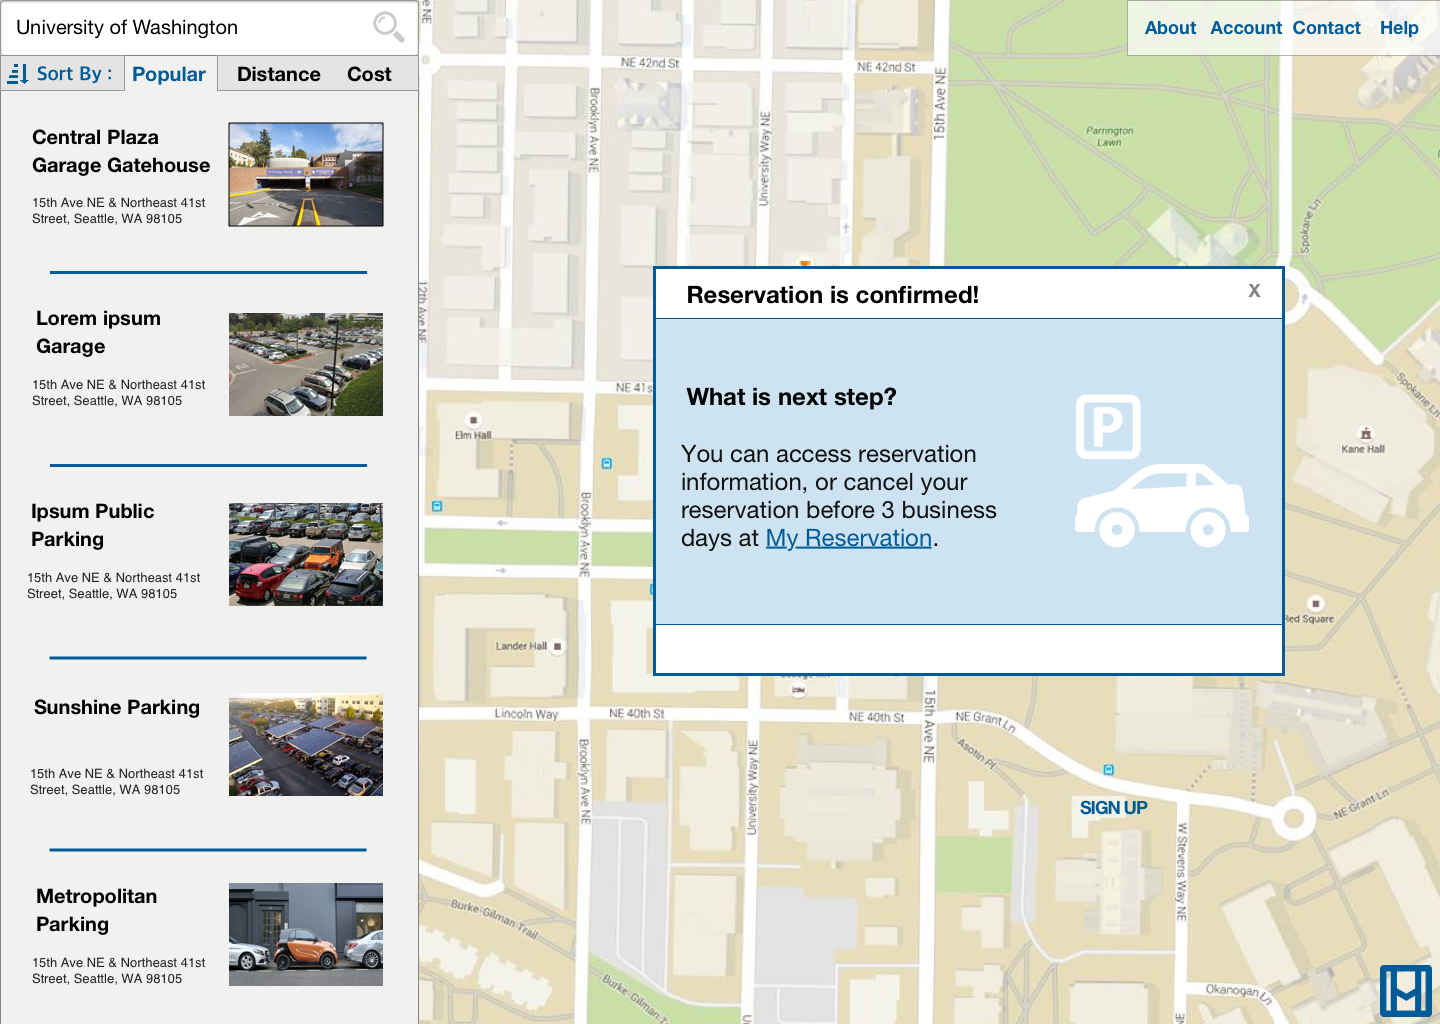 University of Washington
Sort By :
Popular
Distance
Cost
About
Account
Contact
Help
Central Plaza
Garage Gatehouse
15th Ave NE & Northeast 41st
Street, Seattle, WA 98105
Lorem ipsum
Garage
15th Ave NE & Northeast 41st
Street, Seattle, WA 98105
Ipsum Public
Parking
15th Ave NE & Northeast 41st
Street, Seattle, WA 98105
Sunshine Parking
15th Ave NE & Northeast 41st
Street, Seattle, WA 98105
Metropolitan
Parking
15th Ave NE & Northeast 41st
Street, Seattle, WA 98105
Reservation is confirmed!
X
What is next step?
You can access reservation
information, or cancel your
reservation before 3 business
days at My Reservation.
P
NE 42nd St
NE 42nd St
Brooklyn Ave NE
University Way NE
15th Ave NE
Parrington
Lawn
Spokane Ln
12th Ave NE
NE 41s
Spokane Ln
Elm Hall
Kane Hall
Brooklyn Ave NE
Red Square
Lander Hall
Lincoln Way
NE 40th St
NE 40th St
15th Ave NE
NE Grant Ln
Asotin Pl
Brooklyn Ave NE
University Way NE
SIGN UP
NE Grant Ln
W Stevens Way NE
Burke-Gilman Trail
Burke-Gilman T
Okanogan Ln
NE